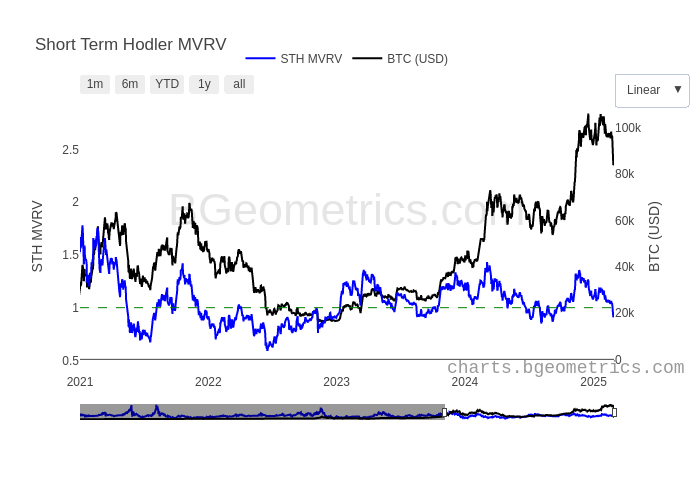 Short Term Hodler MVRV
STH MVRV BTC (USD)
1m 6m YTD 1y all
Linear ▼
BGeometrics.com
STH MVRV
2.5
2
1.5
1
0.5
100k
80k
60k
40k
20k
0
BTC (USD)
charts.bgeometrics.com
2021 2022 2023 2024 2025